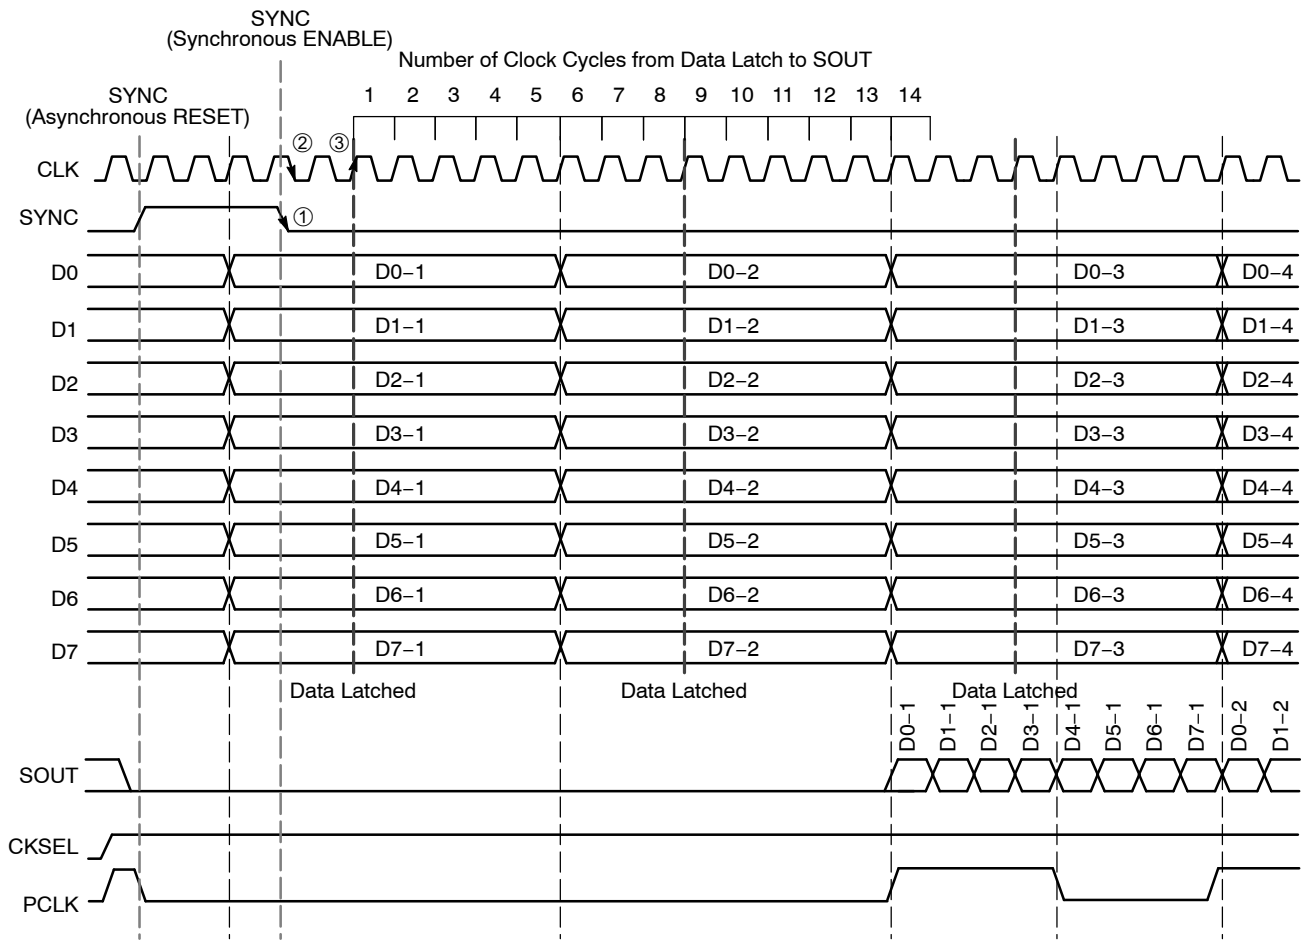 SYNC
(Synchronous ENABLE)
Number of Clock Cycles from Data Latch to SOUT
SYNC
(Asynchronous RESET)
1 2 3 4 5 6 7 8 9 10 11 12 13 14
② ③
CLK
SYNC ①
D0 D0−1 D0−2 D0−3 D0−4
D1 D1−1 D1−2 D1−3 D1−4
D2 D2−1 D2−2 D2−3 D2−4
D3 D3−1 D3−2 D3−3 D3−4
D4 D4−1 D4−2 D4−3 D4−4
D5 D5−1 D5−2 D5−3 D5−4
D6 D6−1 D6−2 D6−3 D6−4
D7 D7−1 D7−2 D7−3 D7−4
Data Latched Data Latched Data Latched
D0−1 D1−1 D2−1 D3−1 D4−1 D5−1 D6−1 D7−1 D0−2 D1−2
SOUT
CKSEL
PCLK